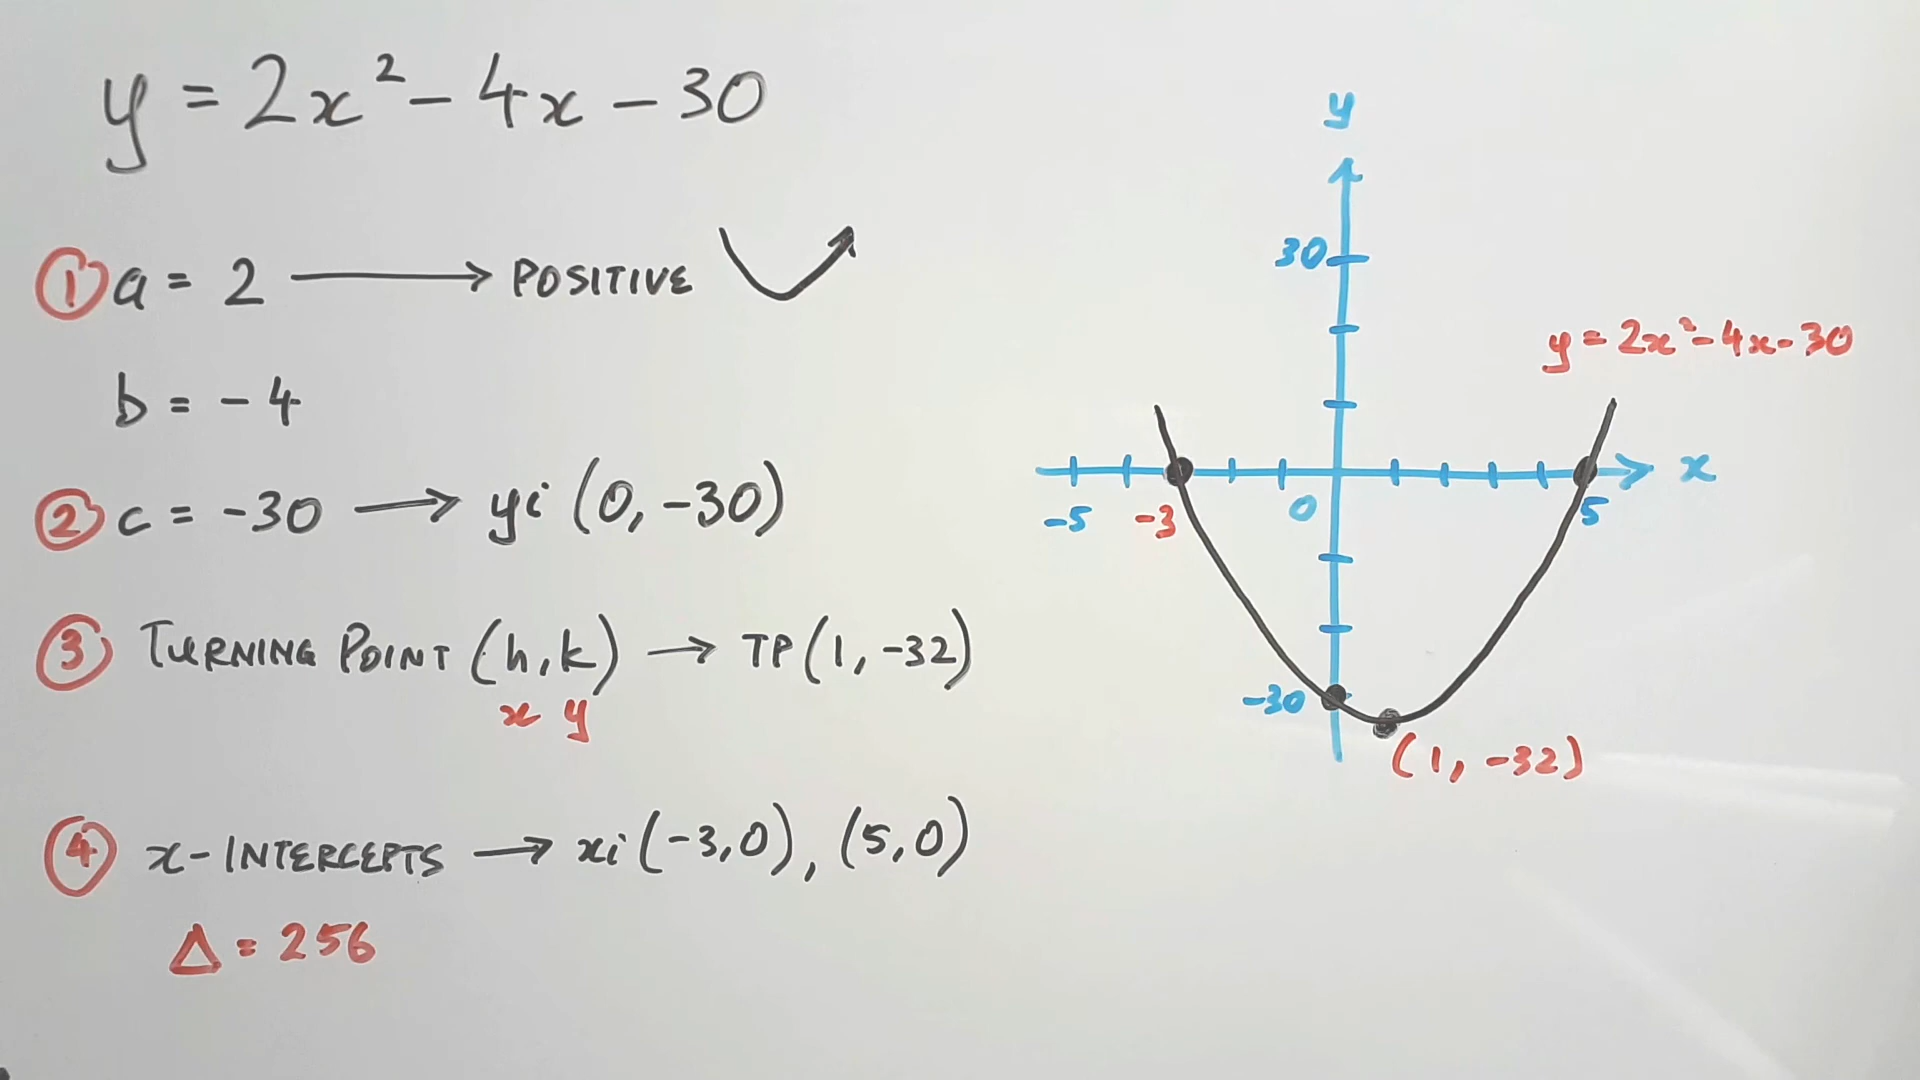 y = 2x² - 4x - 30
① a = 2 → POSITIVE
b = -4
② c = -30 → yi (0, -30)
③ TURNING POINT (h, k) → TP (1, -32)
x y
④ x-INTERCEPTS → xi (-3, 0), (5, 0)
Δ = 256
y
30
y = 2x² - 4x - 30
x
-5 -3 0 5
-30
(1, -32)